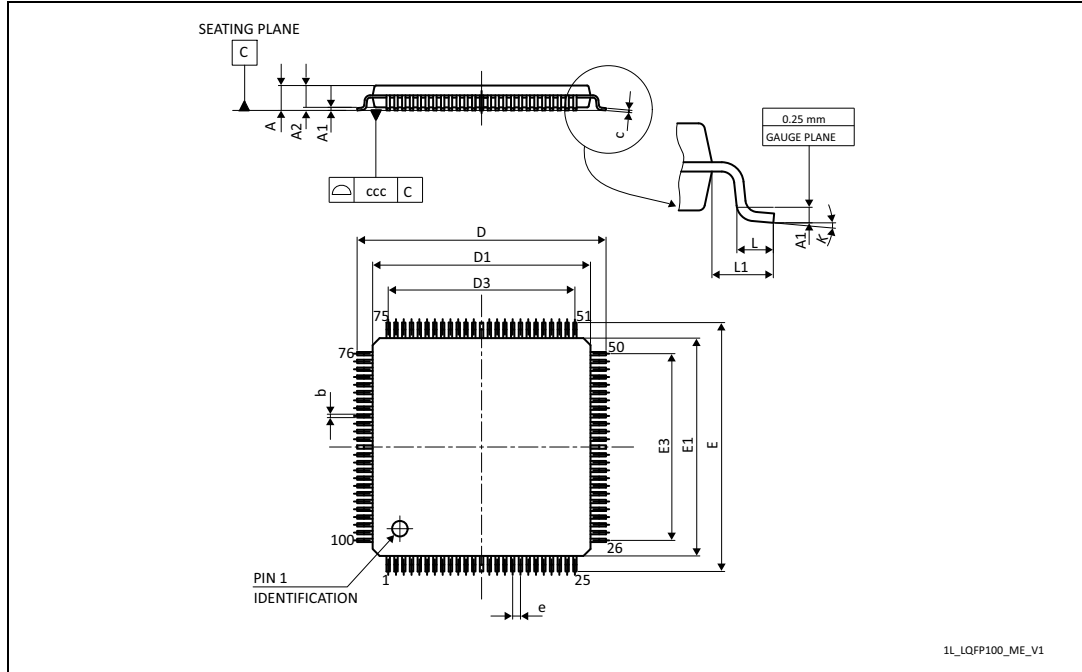 SEATING PLANE
C
A
A2
A1
c
0.25 mm
GAUGE PLANE
ccc C
A1
K
L
L1
D
D1
D3
75
51
76
50
b
E3
E1
E
100
26
PIN 1
IDENTIFICATION
1
25
e
1L_LQFP100_ME_V1